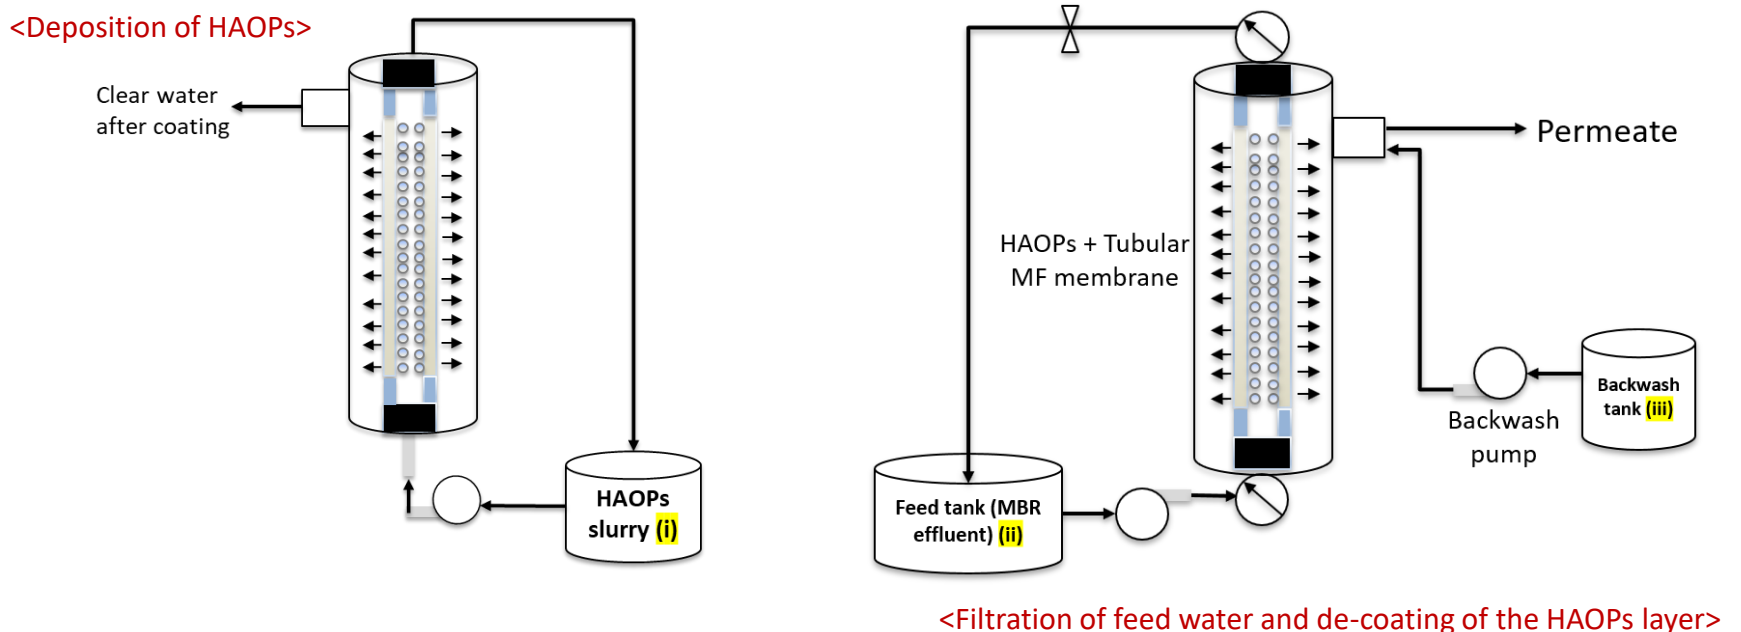 <Deposition of HAOPs>
Clear water
after coating
HAOPs
slurry (i)
HAOPs + Tubular
MF membrane
Permeate
Backwash
tank (iii)
Backwash
pump
Feed tank (MBR
effluent) (ii)
<Filtration of feed water and de-coating of the HAOPs layer>